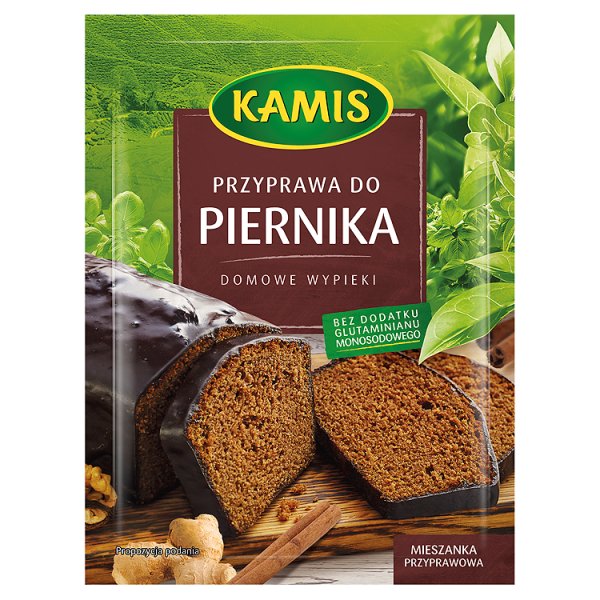 KAMIS
PRZYPRAWA DO
PIERNIKA
DOMOWE WYPIEKI
BEZ DODATKU
GLUTAMINIANU
MONOSODOWEGO
Propozycja podania
MIESZANKA
PRZYPRAWOWA